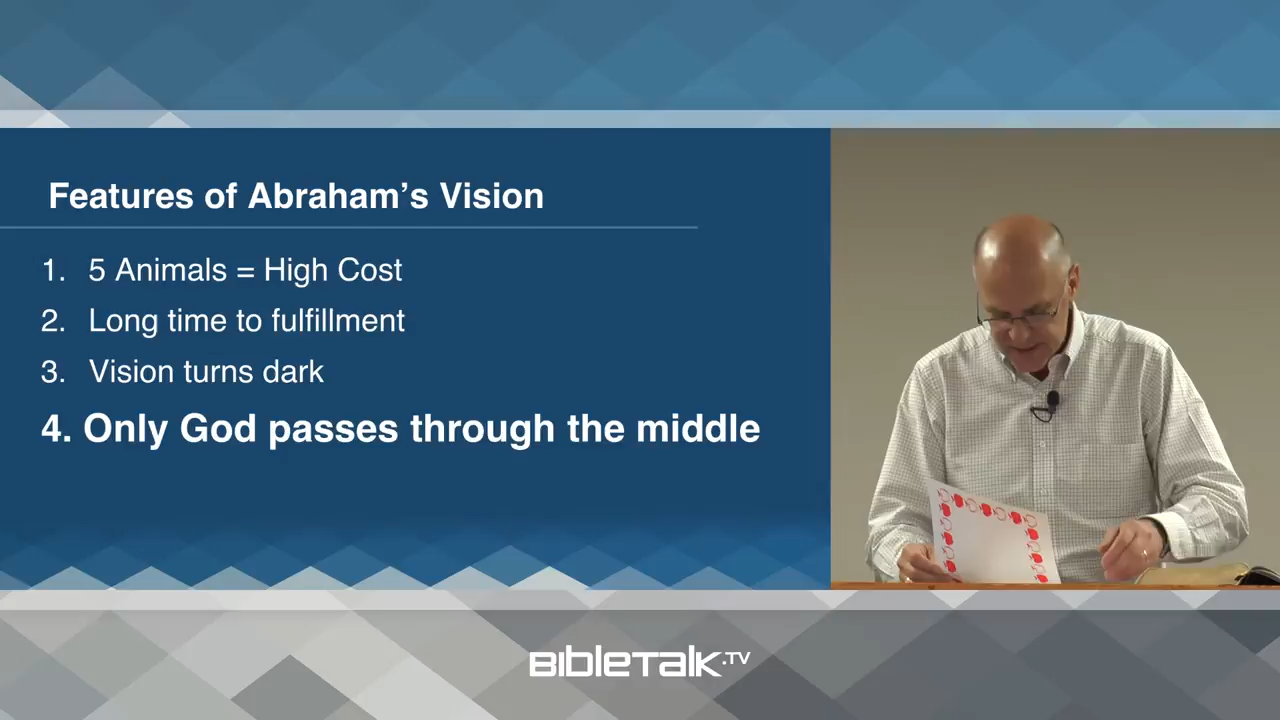 Features of Abraham’s Vision
1. 5 Animals = High Cost
2. Long time to fulfillment
3. Vision turns dark
4. Only God passes through the middle
BIBLETALK.TV